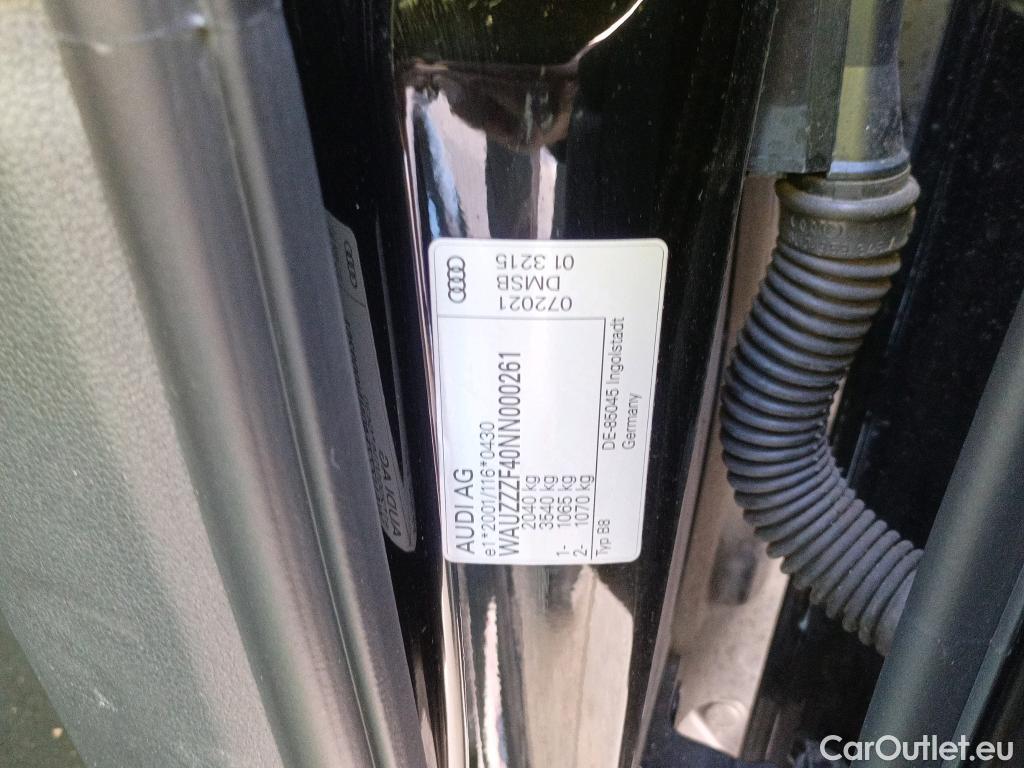 AUDI AG
e1*2001/116*0430
WAUZZZF40NN000261
2040 kg
3540 kg
1- 1065 kg
2- 1070 kg
Typ B8
DE-85045 Ingolstadt
Germany
072021
DMSB
01 3215
CarOutlet.eu